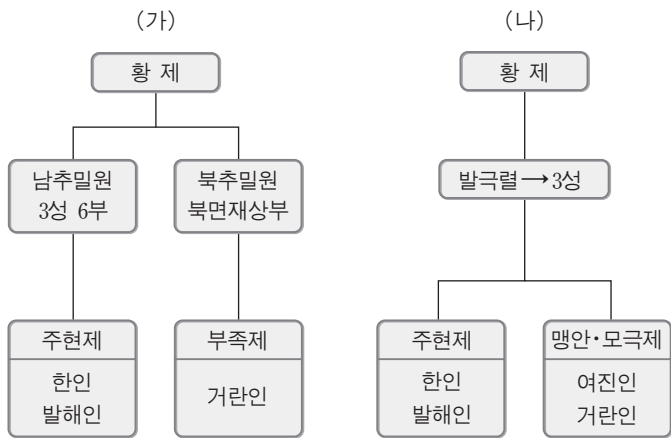 (가)
황 제
남추밀원
3성 6부
북추밀원
북면재상부
주현제
한인
발해인
부족제
거란인
(나)
황 제
발극렬→3성
주현제
한인
발해인
맹안·모극제
여진인
거란인